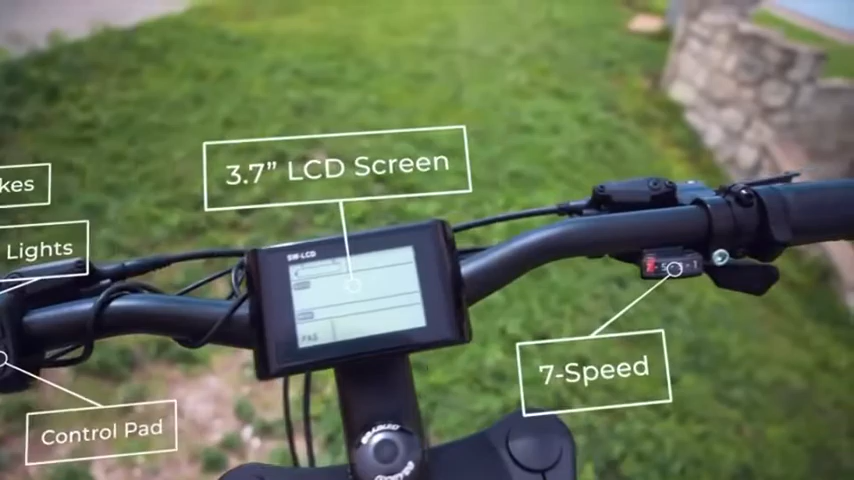 3.7” LCD Screen
kes
Lights
SW-LCD
PAS
7-Speed
Control Pad